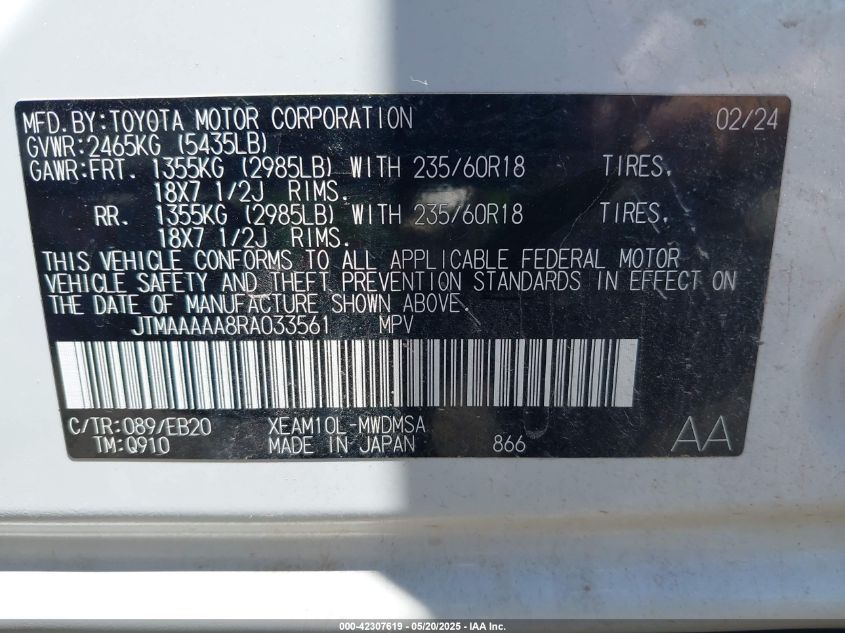 MFD.BY:TOYOTA MOTOR CORPORATION 02/24
GVWR:2465KG (5435LB)
GAWR:FRT. 1355KG (2985LB) WITH 235/60R18 TIRES,
18X7 1/2J RIMS.
RR. 1355KG (2985LB) WITH 235/60R18 TIRES,
18X7 1/2J RIMS.
THIS VEHICLE CONFORMS TO ALL APPLICABLE FEDERAL MOTOR
VEHICLE SAFETY AND THEFT PREVENTION STANDARDS IN EFFECT ON
THE DATE OF MANUFACTURE SHOWN ABOVE.
JTMAAAAA8RA033561 MPV
C/TR:089/EB20 XEAM10L-MWDMSA
TM:Q910 MADE IN JAPAN 866 AA
000-42307619 — 05/20/2025 — IAA Inc.